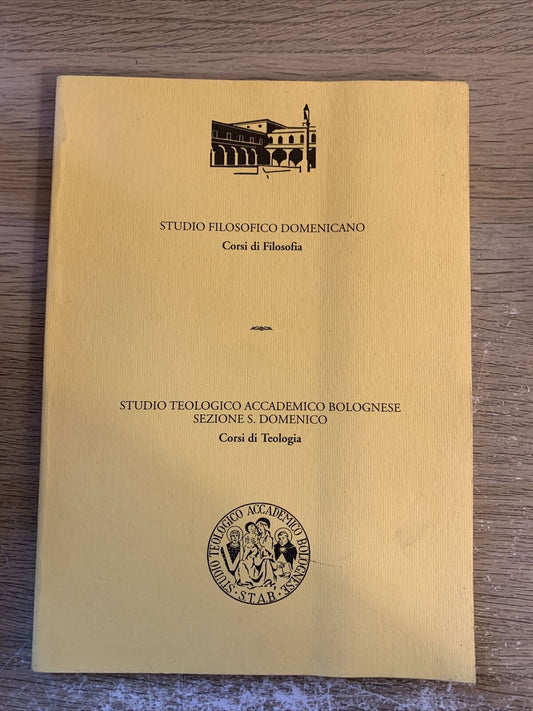 STUDIO FILOSOFICO DOMENICANO
Corsi di Filosofia
STUDIO TEOLOGICO ACCADEMICO BOLOGNESE
SEZIONE S. DOMENICO
Corsi di Teologia
STUDIO TEOLOGICO ACCADEMICO BOLOGNESE
· S.T.A.B. ·